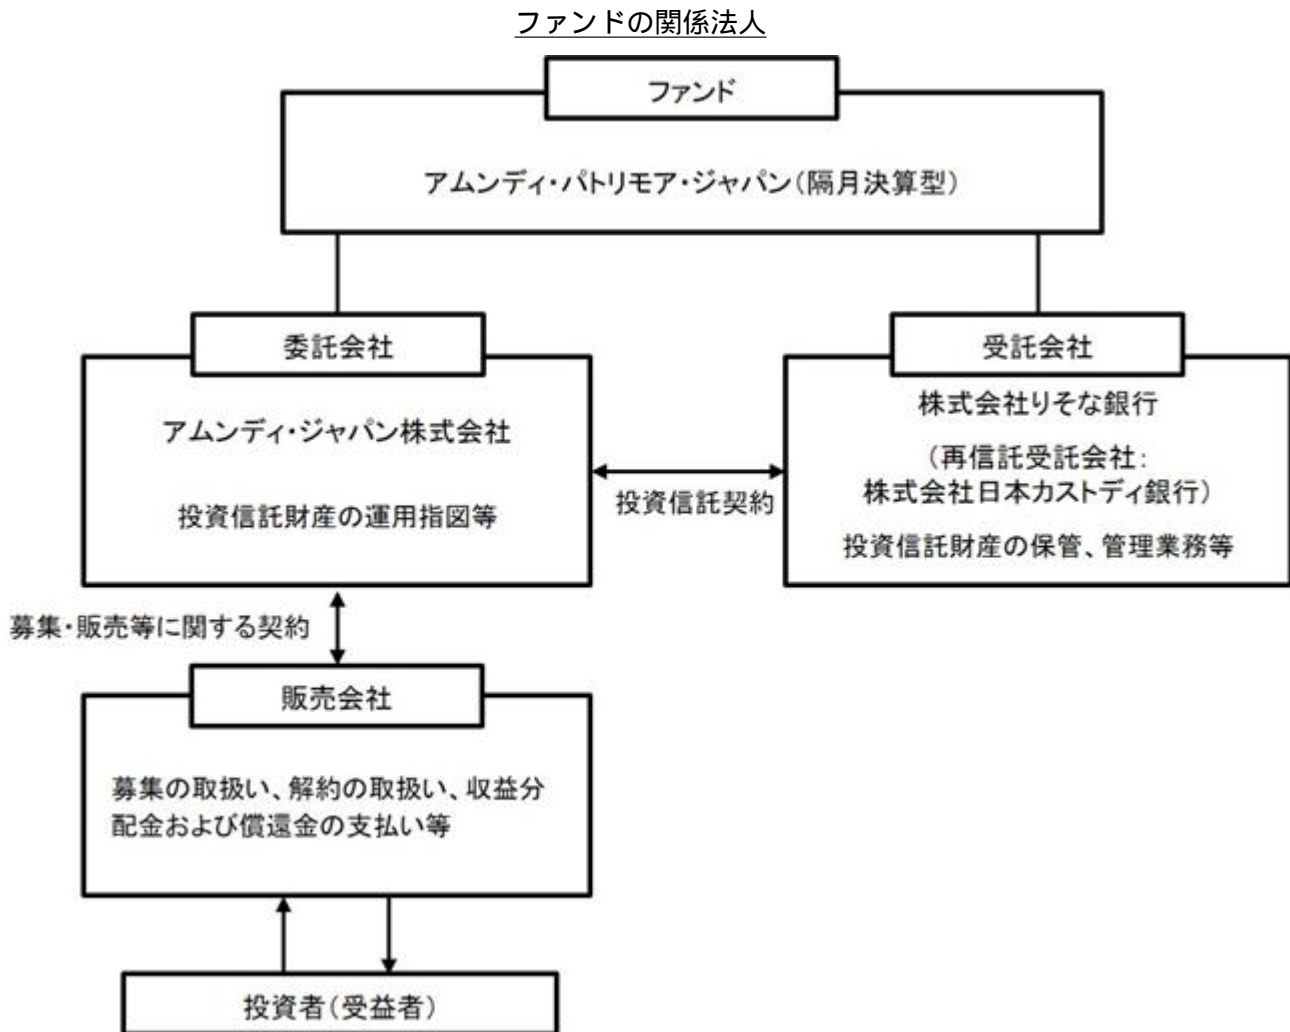 ファンドの関係法人
ファンド
アムンディ・パトリモア・ジャパン(隔月決算型)
委託会社
アムンディ・ジャパン株式会社
投資信託財産の運用指図等
投資信託契約
受託会社
株式会社りそな銀行
(再信託受託会社:
株式会社日本カストディ銀行)
投資信託財産の保管、管理業務等
募集・販売等に関する契約
販売会社
募集の取扱い、解約の取扱い、収益分
配金および償還金の支払い等
投資者(受益者)